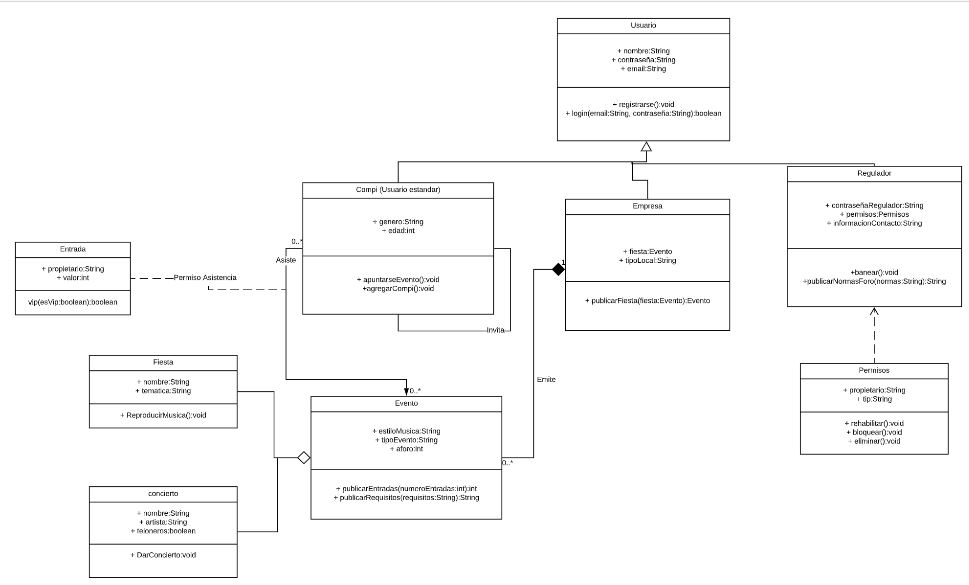 Usuario
+ nombre:String
+ contraseña:String
+ email:String
+ registrarse():void
+ login(email:String, contraseña:String):boolean
Compi (Usuario estandar)
+ genero:String
+ edad:int
+ apuntarseEvento():void
+agregarCompi():void
0..*
Asiste
Invita
Empresa
+ fiesta:Evento
+ tipoLocal:String
+ publicarFiesta(fiesta:Evento):Evento
1
Emite
Regulador
+ contraseñaRegulador:String
+ permisos:Permisos
+ informacionContacto:String
+banear():void
+publicarNormasForo(normas:String):String
Entrada
+ propietario:String
+ valor:int
vip(esVip:boolean):boolean
Permiso Asistencia
Fiesta
+ nombre:String
+ tematica:String
+ ReproducirMusica():void
0..*
Evento
+ estiloMusica:String
+ tipoEvento:String
+ aforo:int
+ publicarEntradas(numeroEntradas:int):int
+ publicarRequisitos(requisitos:String):String
0..*
Permisos
+ propietario:String
+ tip:String
+ rehabilitar():void
+ bloquear():void
+ eliminar():void
concierto
+ nombre:String
+ artista:String
+ teloneros:boolean
+ DarConcierto:void